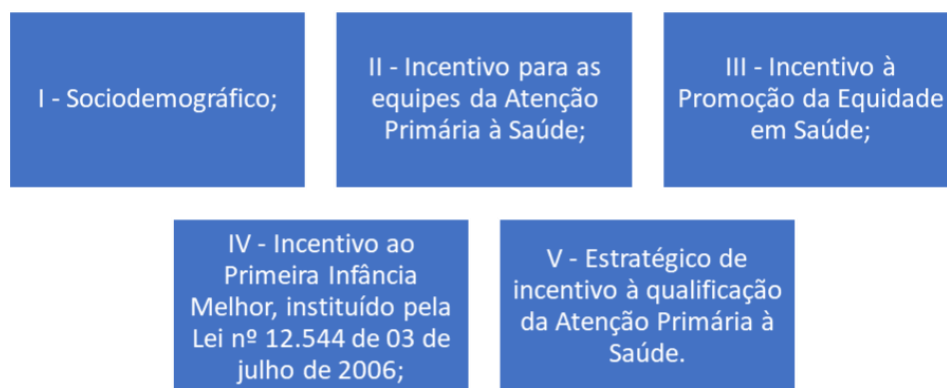 I - Sociodemográfico;
II - Incentivo para as
equipes da Atenção
Primária à Saúde;
III - Incentivo à
Promoção da Equidade
em Saúde;
IV - Incentivo ao
Primeira Infância
Melhor, instituído pela
Lei nº 12.544 de 03 de
julho de 2006;
V - Estratégico de
incentivo à qualificação
da Atenção Primária à
Saúde.